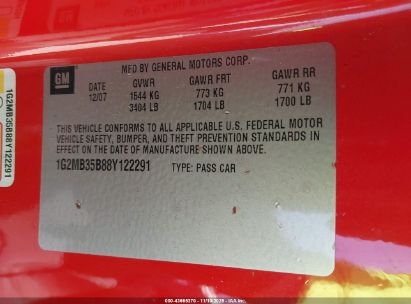 MFD BY GENERAL MOTORS CORP.
GM
DATE GVWR GAWR FRT GAWR RR
12/07 1544 KG 773 KG 771 KG
3404 LB 1704 LB 1700 LB
THIS VEHICLE CONFORMS TO ALL APPLICABLE U.S. FEDERAL MOTOR
VEHICLE SAFETY, BUMPER, AND THEFT PREVENTION STANDARDS IN
EFFECT ON THE DATE OF MANUFACTURE SHOWN ABOVE.
1G2MB35B88Y122291 TYPE: PASS CAR
1G2MB35B88Y122291